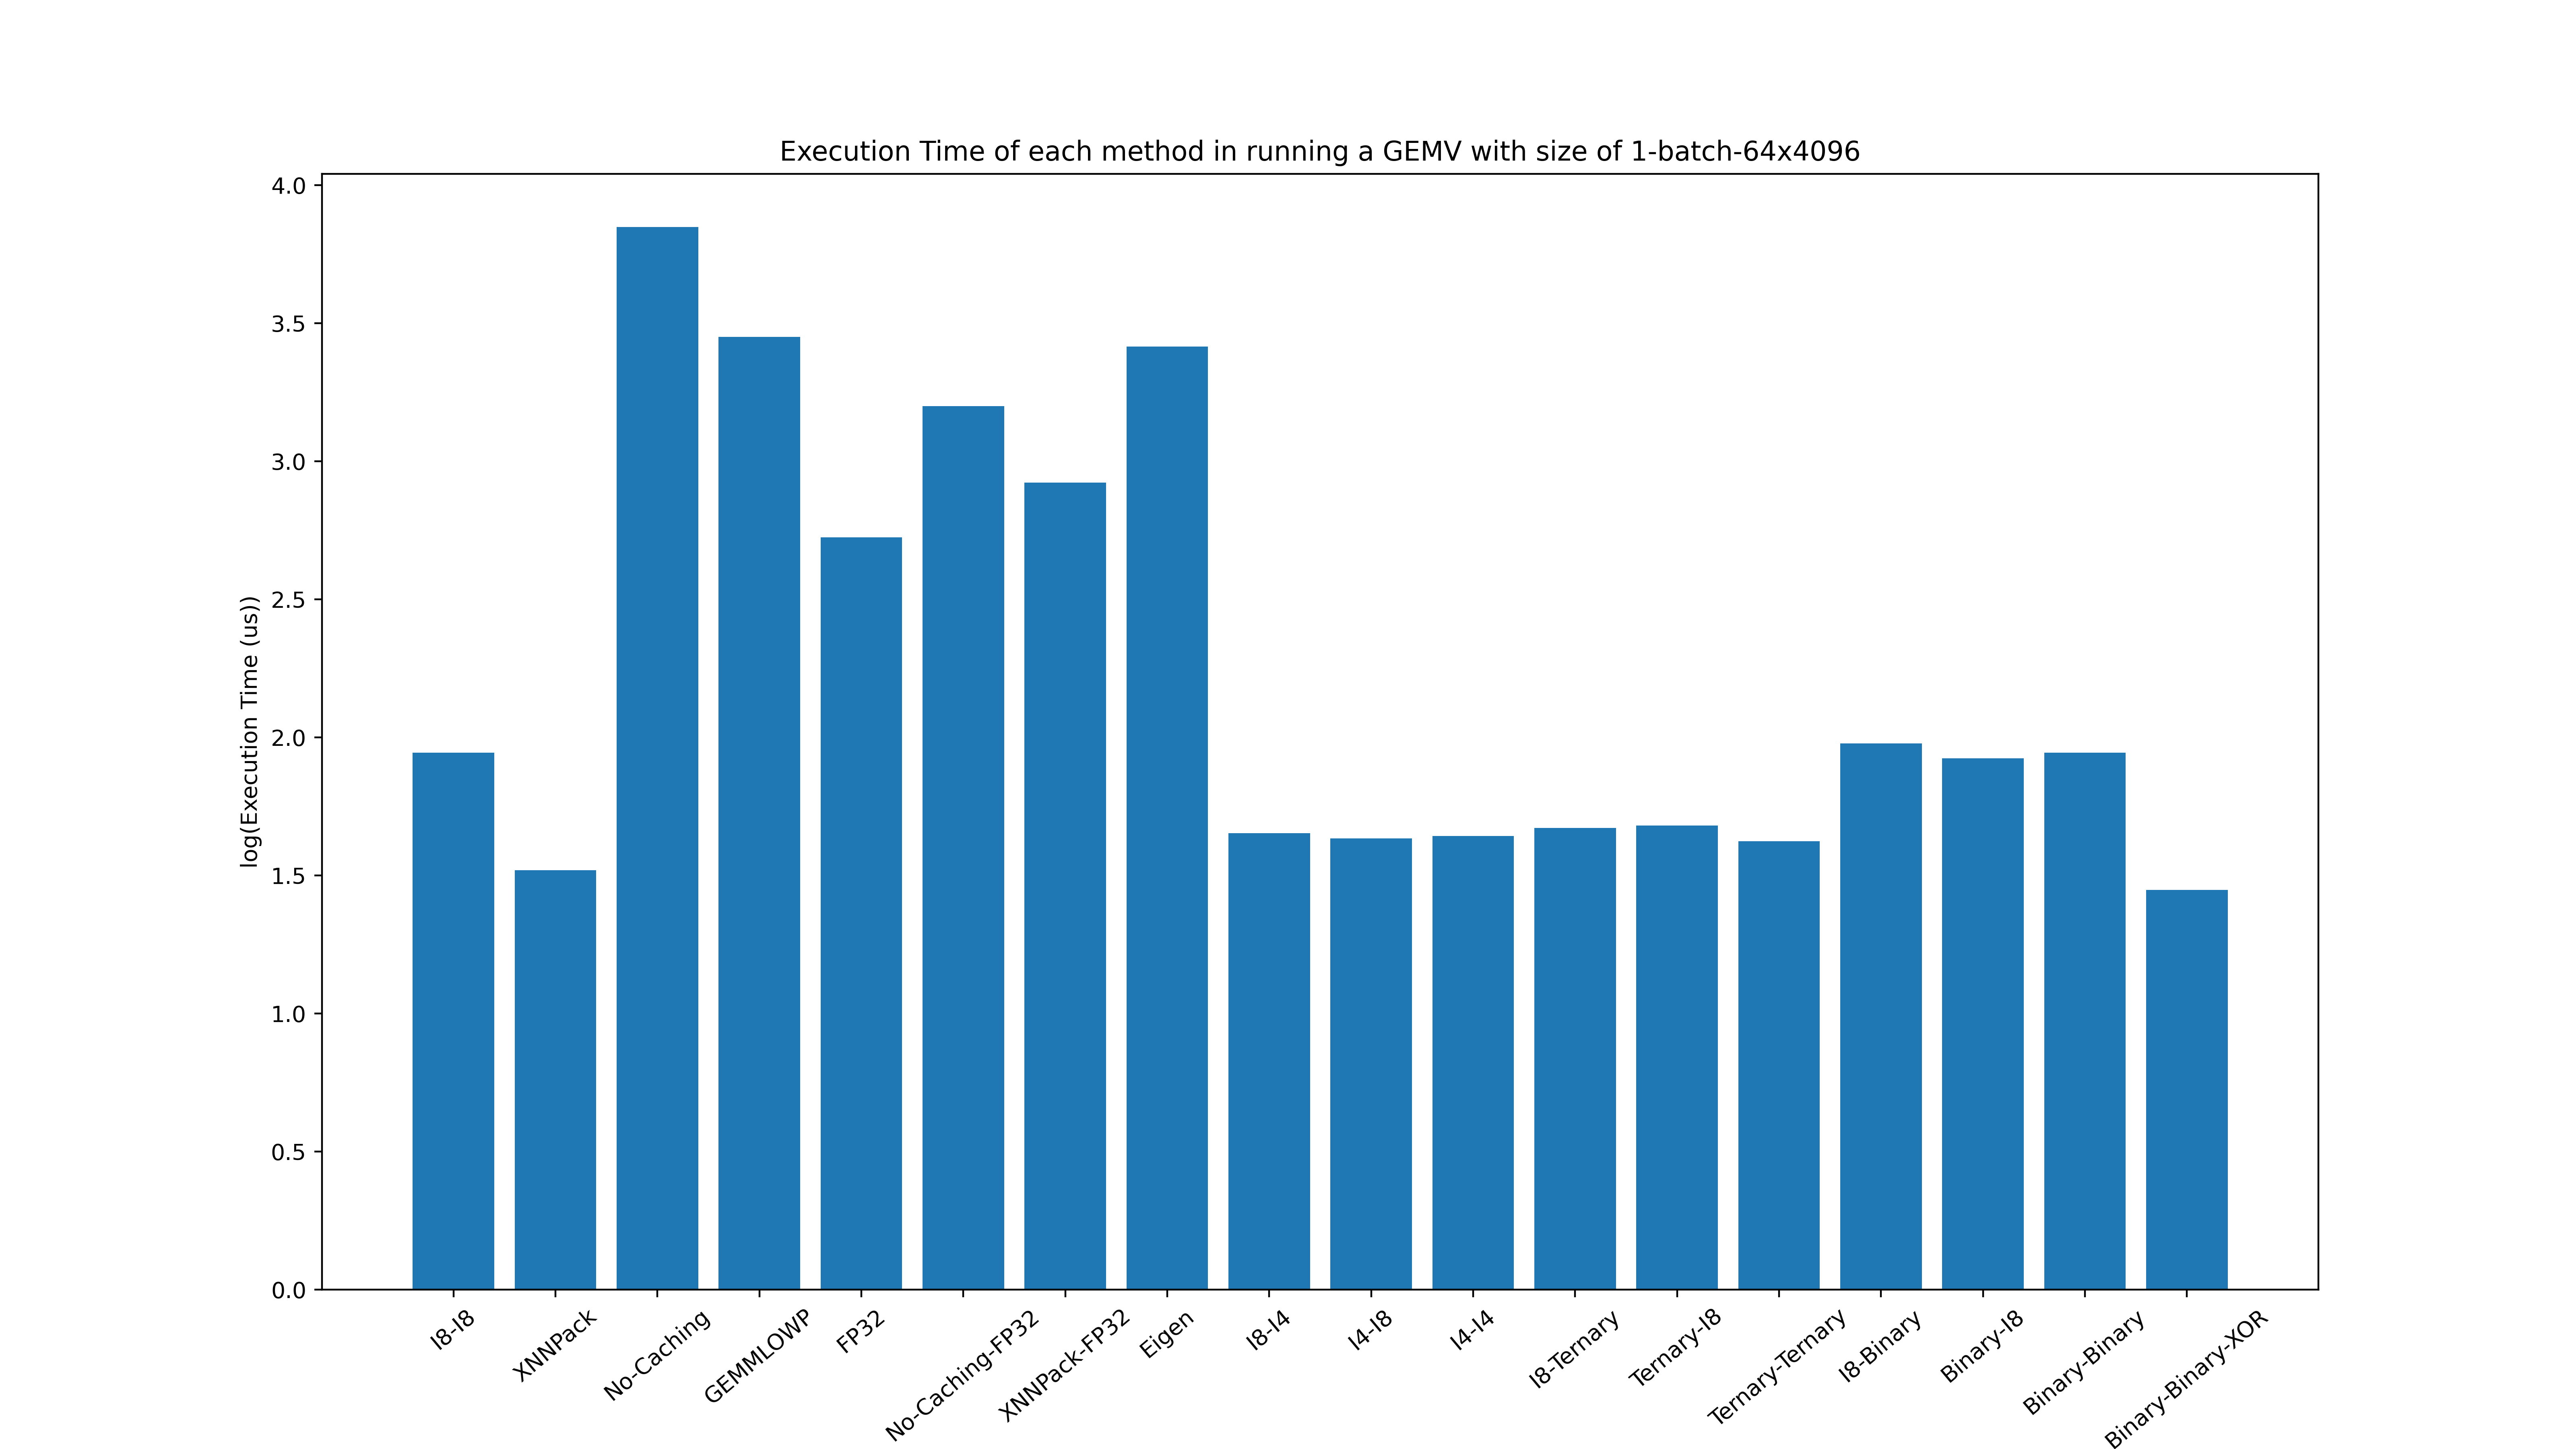 Execution Time of each method in running a GEMV with size of 1-batch-64x4096
log(Execution Time (us))
4.0
3.5
3.0
2.5
2.0
1.5
1.0
0.5
0.0
I8-I8
XNNPack
No-Caching
GEMMLOWP
FP32
No-Caching-FP32
XNNPack-FP32
Eigen
I8-I4
I4-I8
I4-I4
I8-Ternary
Ternary-I8
Ternary-Ternary
I8-Binary
Binary-I8
Binary-Binary
Binary-Binary-XOR